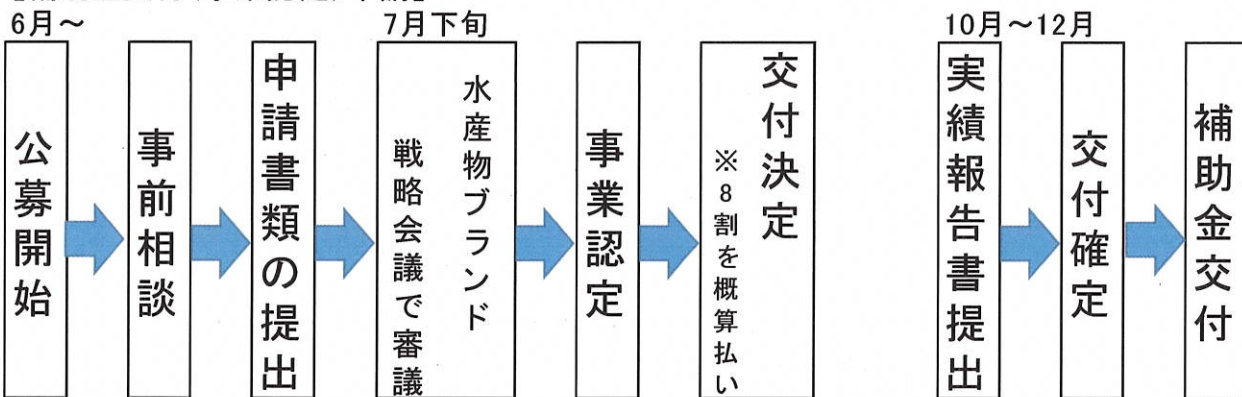 6月～
7月下旬
10月～12月
公募開始
事前相談
申請書類の提出
水産物ブランド
戦略会議で審議
事業認定
交付決定
※8割を概算払い
実績報告書提出
交付確定
補助金交付